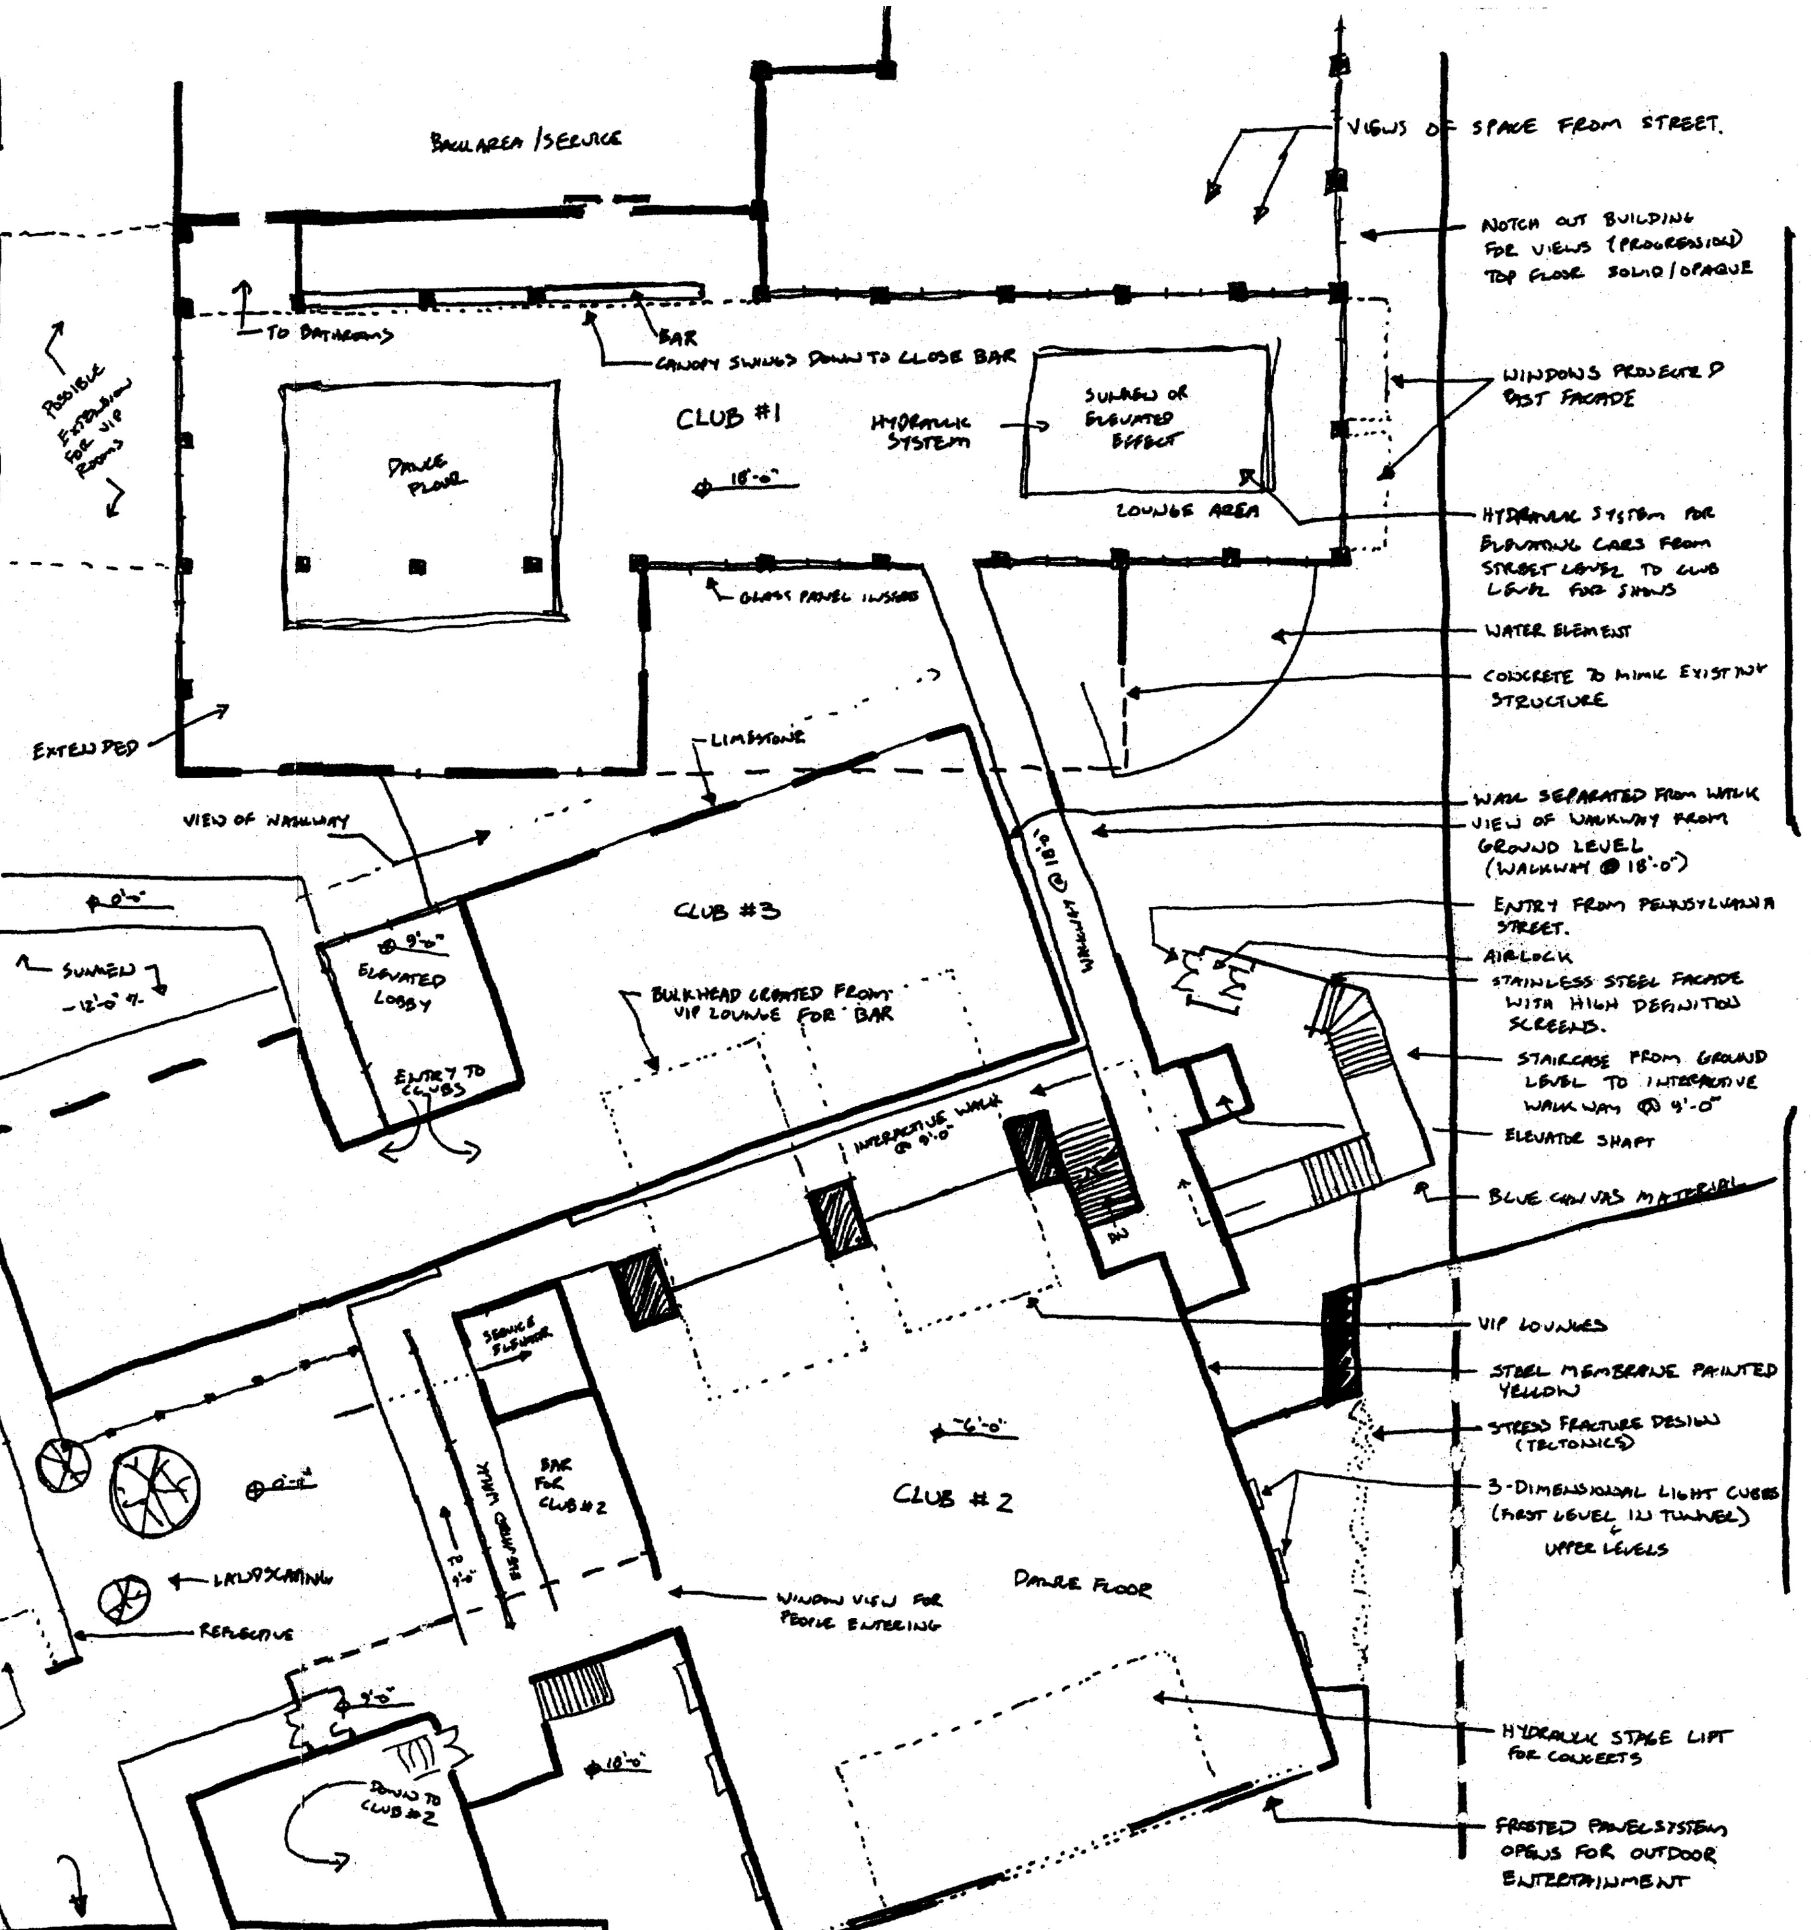 BACK AREA / SERVICE
VIEWS OF SPACE FROM STREET.
NOTCH OUT BUILDING
FOR VIEWS (PROGRESSION)
TOP FLOOR SOLID/OPAQUE
TO BATHROOMS
BAR
CANOPY SWINGS DOWN TO CLOSE BAR
POSSIBLE
EXTENSION
FOR VIP
ROOMS
CLUB #1
HYDRAULIC
SYSTEM
SUNKEN OR
ELEVATED
EFFECT
WINDOWS PROJECTED
PAST FACADE
DANCE
FLOOR
18'-0"
LOUNGE AREA
HYDRAULIC SYSTEM FOR
ELEVATING CARS FROM
STREET LEVEL TO CLUB
LEVEL FOR SHOWS
GLASS PANEL
WATER ELEMENT
CONCRETE TO MIMIC EXISTING
STRUCTURE
EXTENDED
LIMESTONE
VIEW OF WALKWAY
WALL SEPARATED FROM WALK
VIEW OF WALKWAY FROM
GROUND LEVEL
(WALKWAY @ 18'-0")
WALKWAY @ 18'-0"
0'-0"
CLUB #3
ENTRY FROM PENNSYLVANIA
STREET.
AIRLOCK
9'-0"
ELEVATED
LOBBY
SUNKEN
-12'-0" +/-
BULKHEAD CREATED FROM
VIP LOUNGE FOR BAR
STAINLESS STEEL FACADE
WITH HIGH DEFINITION
SCREENS.
STAIRCASE FROM GROUND
LEVEL TO INTERACTIVE
WALKWAY @ 9'-0"
ENTRY TO
CLUBS
INTERACTIVE WALK
@ 9'-0"
ELEVATOR SHAFT
BLUE CANVAS MATERIAL
DN
SERVICE
ELEVATOR
VIP LOUNGES
STEEL MEMBRANE PAINTED
YELLOW
-6'-0"
STRESS FRACTURE DESIGN
(TECTONICS)
BAR
FOR
CLUB #2
CLUB #2
3-DIMENSIONAL LIGHT CUBES
(FIRST LEVEL IN TUNNEL)
&
UPPER LEVELS
TO
9'-0"
LANDSCAPING
DANCE FLOOR
WINDOW VIEW FOR
PEOPLE ENTERING
REFLECTIVE
9'-0"
18'-0"
HYDRAULIC STAGE LIFT
FOR CONCERTS
DOWN TO
CLUB #2
FROSTED PANEL SYSTEM
OPENS FOR OUTDOOR
ENTERTAINMENT